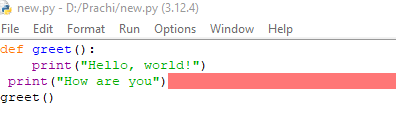 new.py - D:/Prachi/new.py (3.12.4)
File Edit Format Run Options Window Help
def greet():
    print("Hello, world!")
 print("How are you")
greet()